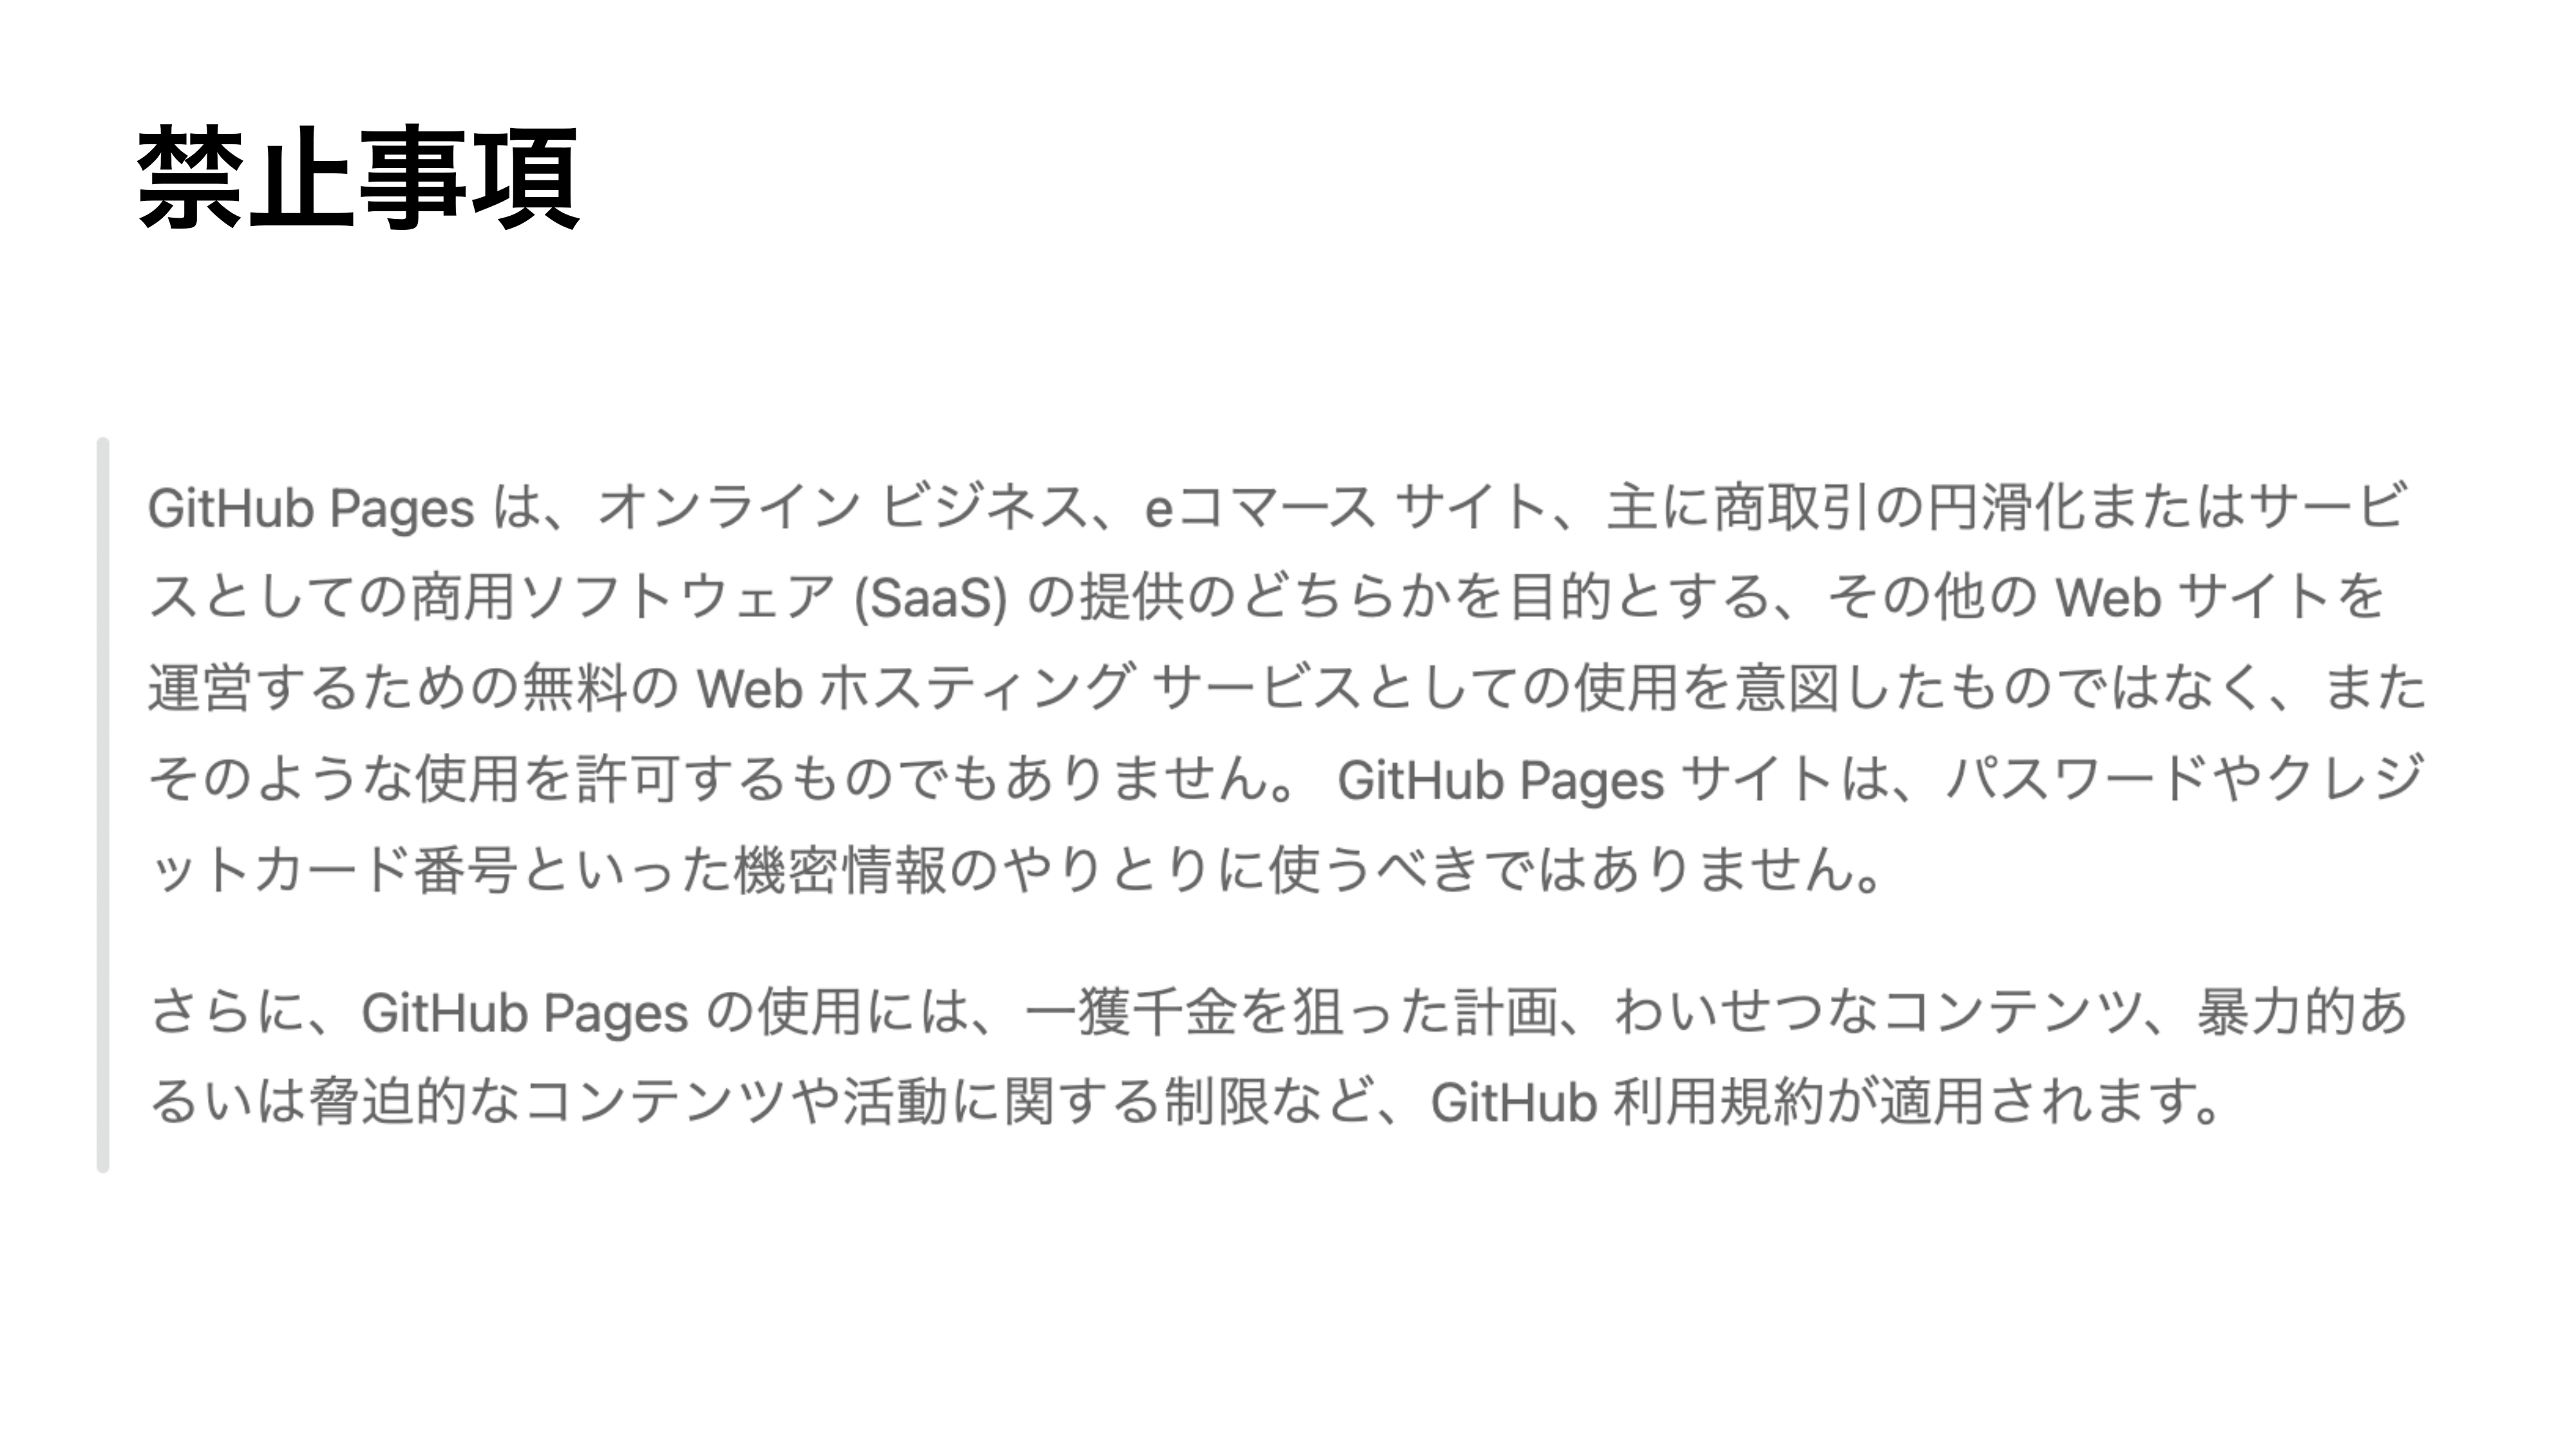 禁止事項
GitHub Pages は、オンライン ビジネス、eコマース サイト、主に商取引の円滑化またはサービ
スとしての商用ソフトウェア (SaaS) の提供のどちらかを目的とする、その他の Web サイトを
運営するための無料の Web ホスティング サービスとしての使用を意図したものではなく、また
そのような使用を許可するものでもありません。 GitHub Pages サイトは、パスワードやクレジ
ットカード番号といった機密情報のやりとりに使うべきではありません。
さらに、GitHub Pages の使用には、一獲千金を狙った計画、わいせつなコンテンツ、暴力的あ
るいは脅迫的なコンテンツや活動に関する制限など、GitHub 利用規約が適用されます。